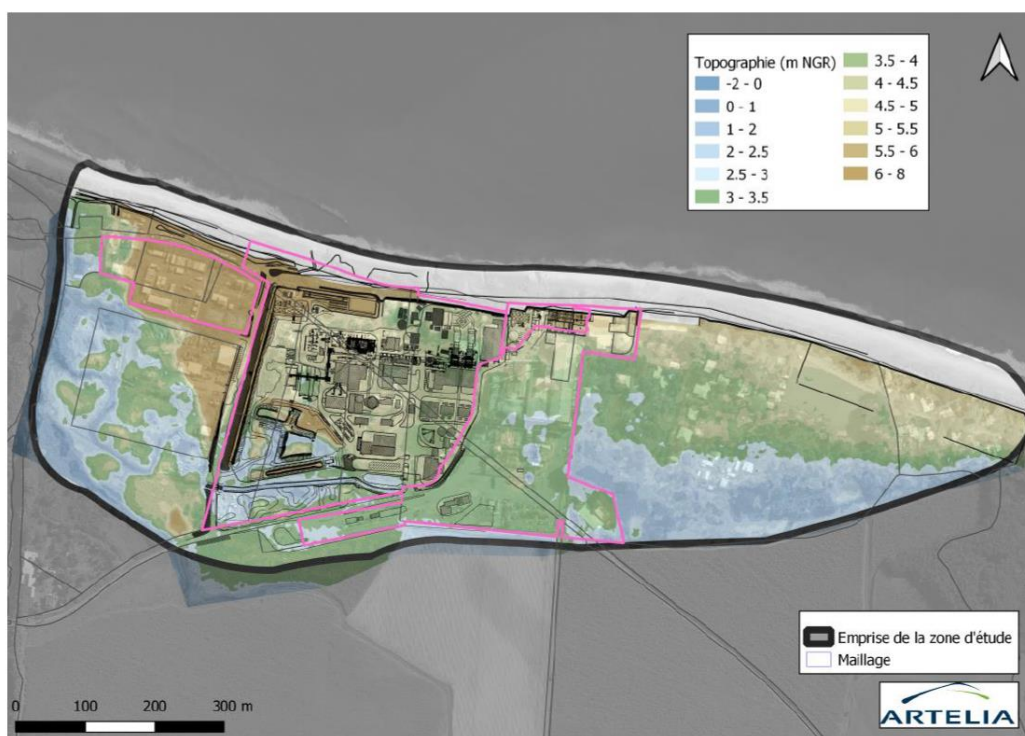 Topographie (m NGR)
-2 - 0
0 - 1
1 - 2
2 - 2.5
2.5 - 3
3 - 3.5
3.5 - 4
4 - 4.5
4.5 - 5
5 - 5.5
5.5 - 6
6 - 8
Emprise de la zone d'étude
Maillage
0 100 200 300 m
ARTELIA